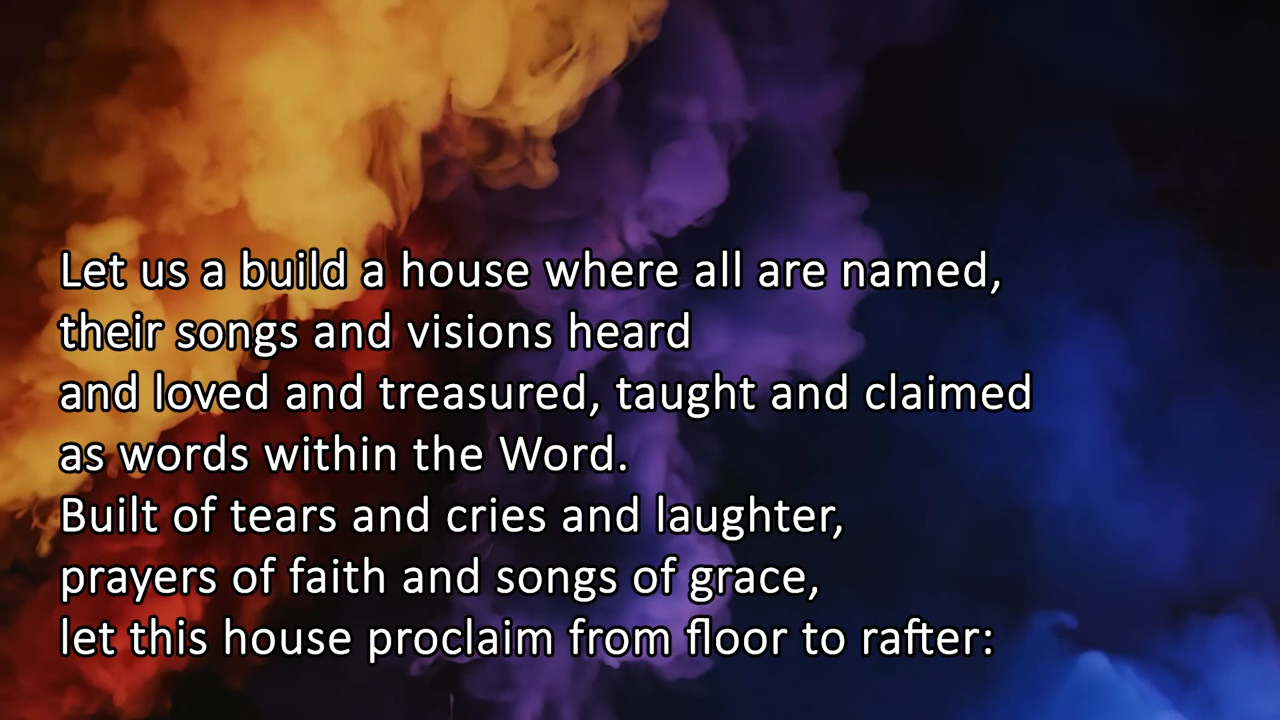 Let us a build a house where all are named,
their songs and visions heard
and loved and treasured, taught and claimed
as words within the Word.
Built of tears and cries and laughter,
prayers of faith and songs of grace,
let this house proclaim from floor to rafter: